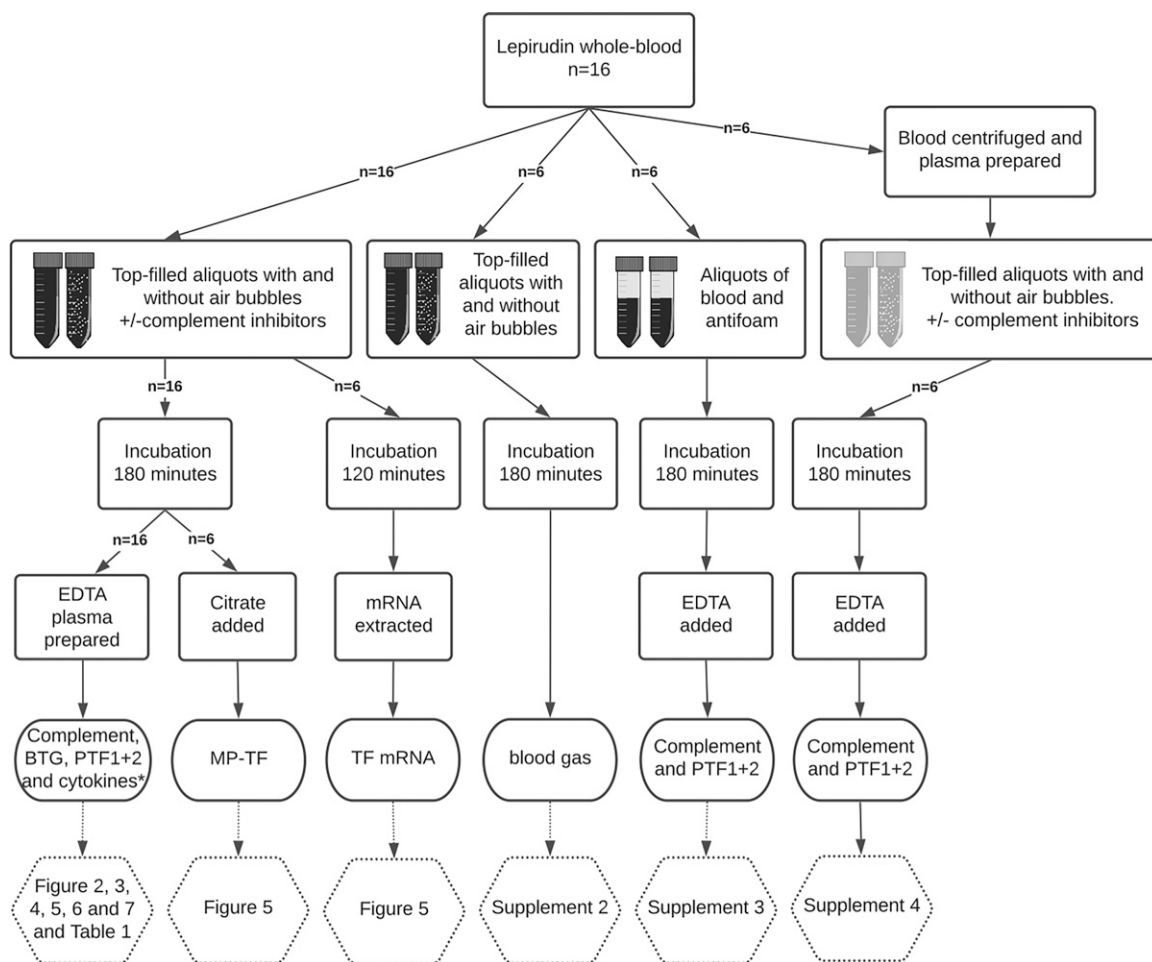 Lepirudin whole-blood
n=16
n=16
n=6
n=6
n=6
Blood centrifuged and
plasma prepared
Top-filled aliquots with and
without air bubbles
+/-complement inhibitors
Top-filled
aliquots with
and without
air bubbles
Aliquots of
blood and
antifoam
Top-filled aliquots with and
without air bubbles.
+/- complement inhibitors
n=16
n=6
n=6
Incubation
180 minutes
Incubation
120 minutes
Incubation
180 minutes
Incubation
180 minutes
Incubation
180 minutes
n=16
n=6
EDTA
plasma
prepared
Citrate
added
mRNA
extracted
EDTA
added
EDTA
added
Complement,
BTG, PTF1+2
and cytokines*
MP-TF
TF mRNA
blood gas
Complement
and PTF1+2
Complement
and PTF1+2
Figure 2, 3,
4, 5, 6 and 7
and Table 1
Figure 5
Figure 5
Supplement 2
Supplement 3
Supplement 4